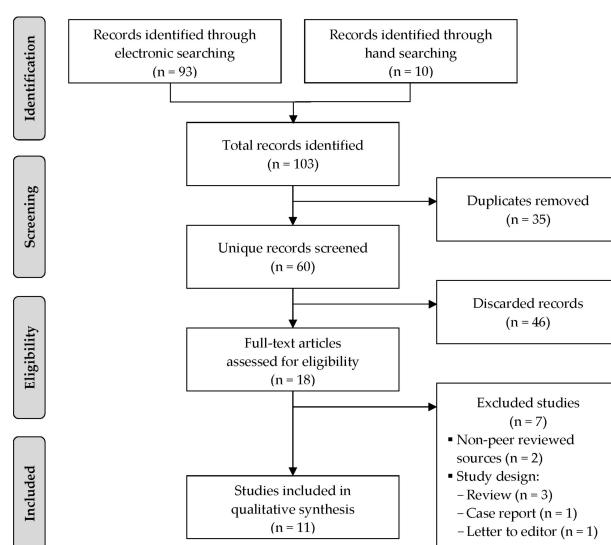 Identification
Records identified through
electronic searching
(n = 93)
Records identified through
hand searching
(n = 10)
Total records identified
(n = 103)
Screening
Duplicates removed
(n = 35)
Unique records screened
(n = 60)
Discarded records
(n = 46)
Eligibility
Full-text articles
assessed for eligibility
(n = 18)
Excluded studies
(n = 7)
▪ Non-peer reviewed
sources (n = 2)
▪ Study design:
– Review (n = 3)
– Case report (n = 1)
– Letter to editor (n = 1)
Included
Studies included in
qualitative synthesis
(n = 11)